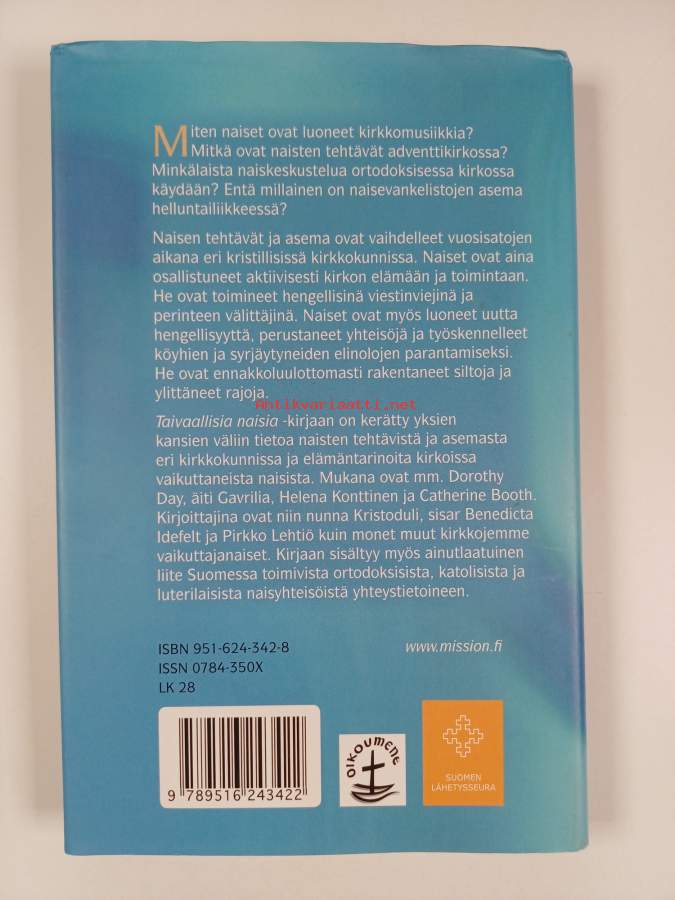 Miten naiset ovat luoneet kirkkomusiikkia?
Mitkä ovat naisten tehtävät adventtikirkossa?
Minkälaista naiskeskustelua ortodoksisessa kirkossa
käydään? Entä millainen on naisevankelistojen asema
helluntailiikkeessä?
Naisen tehtävät ja asema ovat vaihdelleet vuosisatojen
aikana eri kristillisissä kirkkokunnissa. Naiset ovat aina
osallistuneet aktiivisesti kirkon elämään ja toimintaan.
He ovat toimineet hengellisinä viestinviejinä ja
perinteen välittäjinä. Naiset ovat myös luoneet uutta
hengellisyyttä, perustaneet yhteisöjä ja työskennelleet
köyhien ja syrjäytyneiden elinolojen parantamiseksi.
He ovat ennakkoluulottomasti rakentaneet siltoja ja
ylittäneet rajoja.
Antikvariaatti.net
Taivaallisia naisia -kirjaan on kerätty yksien
kansien väliin tietoa naisten tehtävistä ja asemasta
eri kirkkokunnissa ja elämäntarinoita kirkoissa
vaikuttaneista naisista. Mukana ovat mm. Dorothy
Day, äiti Gavrilia, Helena Konttinen ja Catherine Booth.
Kirjoittajina ovat niin nunna Kristoduli, sisar Benedicta
Idefelt ja Pirkko Lehtiö kuin monet muut kirkkojemme
vaikuttajanaiset. Kirjaan sisältyy myös ainutlaatuinen
liite Suomessa toimivista ortodoksisista, katolisista ja
luterilaisista naisyhteisöistä yhteystietoineen.
ISBN 951-624-342-8
www.mission.fi
ISSN 0784-350X
LK 28
OIKOUMENE
SUOMEN
LÄHETYSSEURA
9 789516 243422